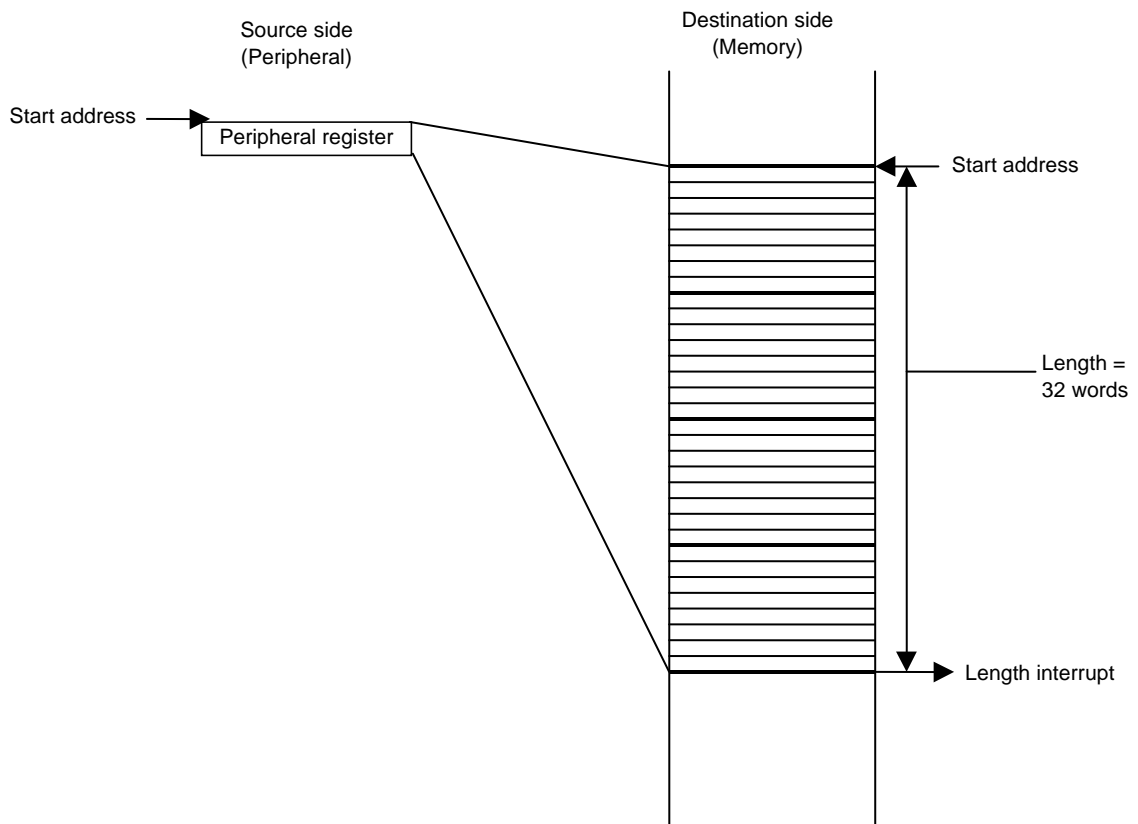 Source side
(Peripheral)
Destination side
(Memory)
Start address
Peripheral register
Start address
Length =
32 words
Length interrupt